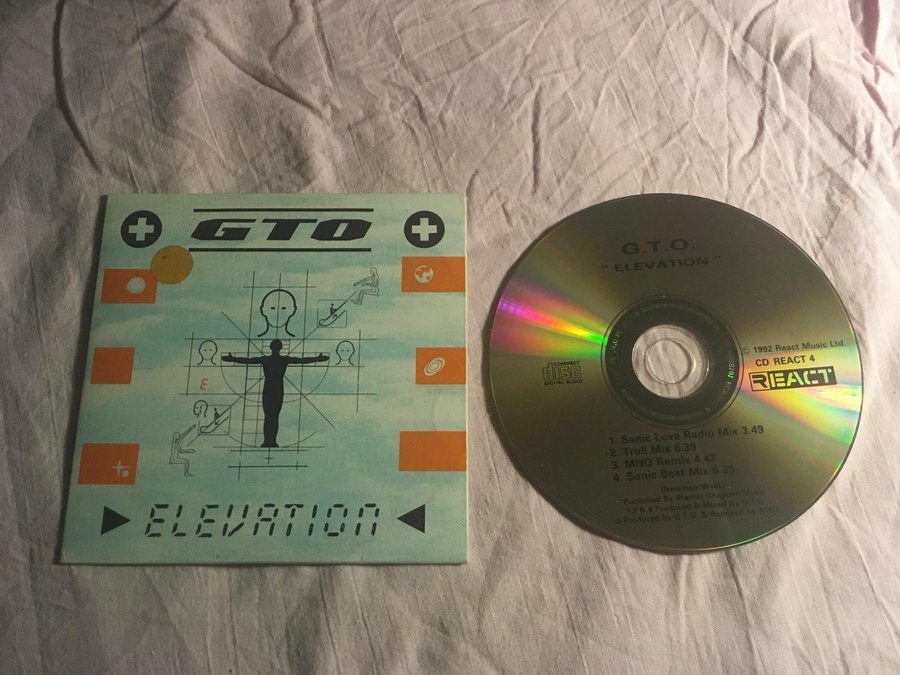 GTO
E
ELEVATION
G.T.O.
" ELEVATION "
© 1992 React Music Ltd.
CD REACT 4
REACT
COMPACT
disc
DIGITAL AUDIO
1. Sonic Love Radio Mix 3.49
2. Troll Mix 6.39
3. MNO Remix 4.42
4. Sonic Beat Mix 6.20
(Newman/Wells)
Published By Warner Chappell Music
1,2 & 4 Produced & Mixed By G.T.O.
3 Produced by G.T.O. & Remixed by MNO